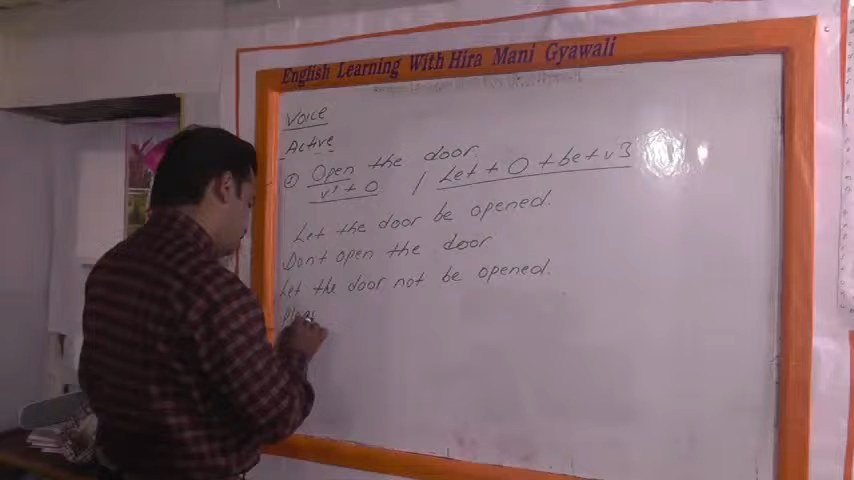 English Learning With Hira Mani Gyawali
Voice
Active
① Open the door.
v¹ + O / Let + O + be + v3
Let the door be opened.
Don't open the door
Let the door not be opened.